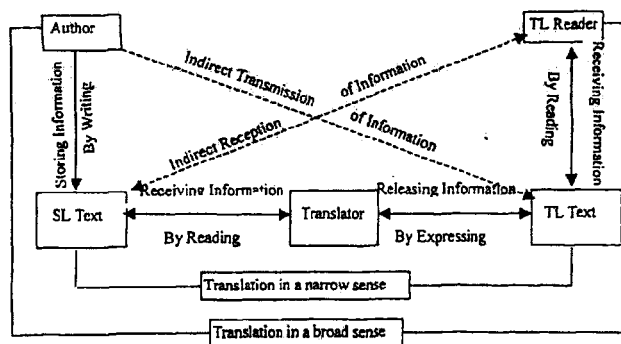 Author
TL Reader
Indirect Transmission of Information
Indirect Reception of Information
Storing Information
By Writing
By Reading
Receiving Information
Receiving Information
Releasing Information
SL Text
Translator
TL Text
By Reading
By Expressing
Translation in a narrow sense
Translation in a broad sense